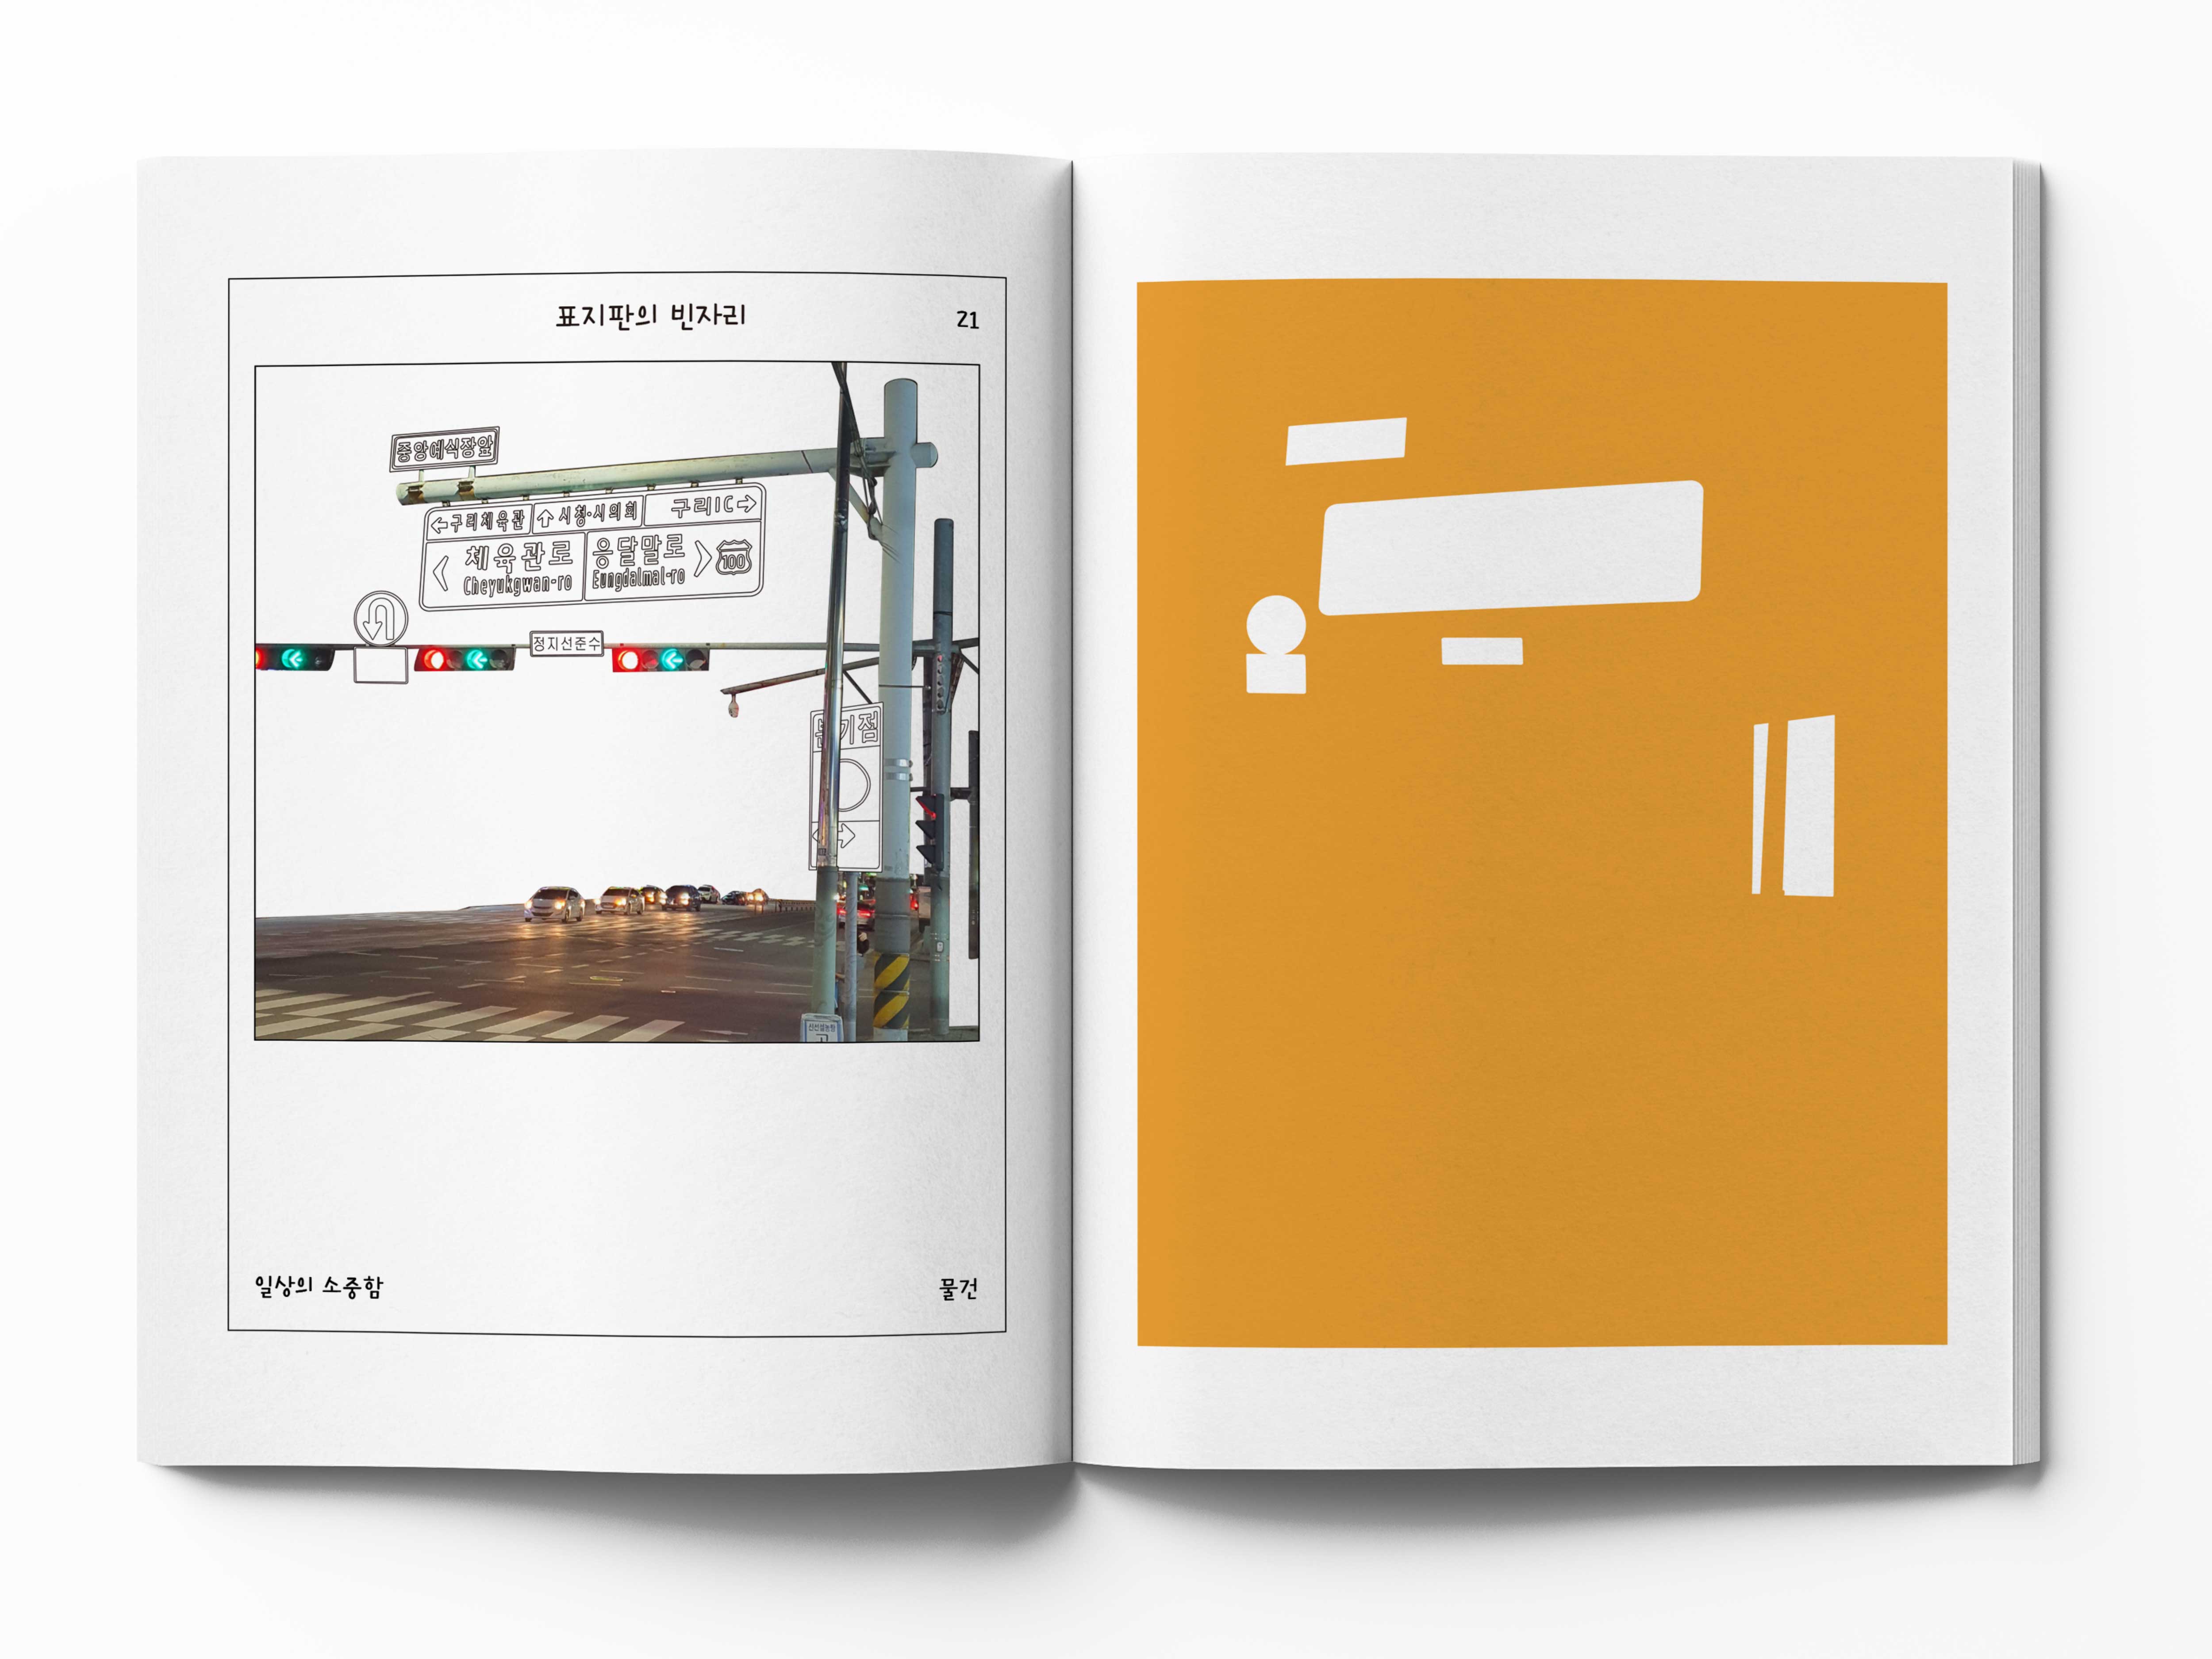 표지판의 빈자리
21
중앙예식장앞
←구리체육관 ↑시청·시의회 구리IC→
체육관로 응달말로
Cheyukgwan-ro Eungdalmal-ro 100
정지선준수
기점
일상의 소중함
물건